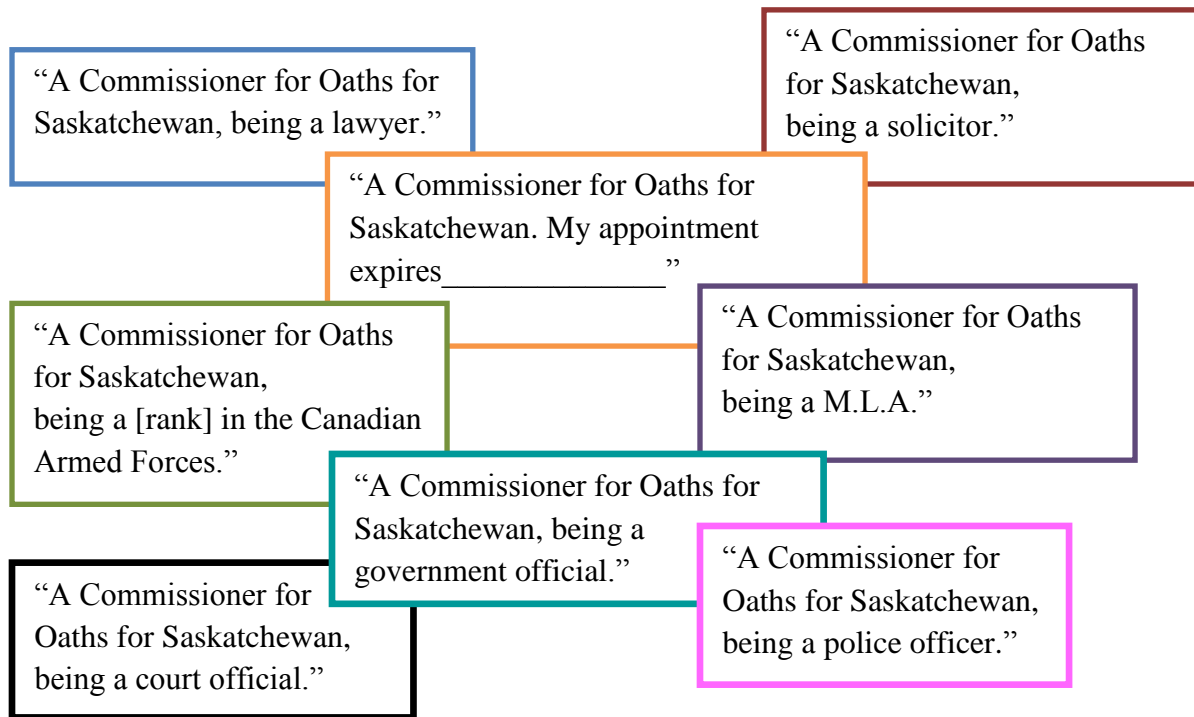 “A Commissioner for Oaths for
Saskatchewan, being a lawyer.”
“A Commissioner for Oaths
for Saskatchewan,
being a solicitor.”
“A Commissioner for Oaths for
Saskatchewan. My appointment
expires______________”
“A Commissioner for Oaths
for Saskatchewan,
being a [rank] in the Canadian
Armed Forces.”
“A Commissioner for Oaths
for Saskatchewan,
being a M.L.A.”
“A Commissioner for Oaths for
Saskatchewan, being a
government official.”
“A Commissioner for
Oaths for Saskatchewan,
being a court official.”
“A Commissioner for
Oaths for Saskatchewan,
being a police officer.”